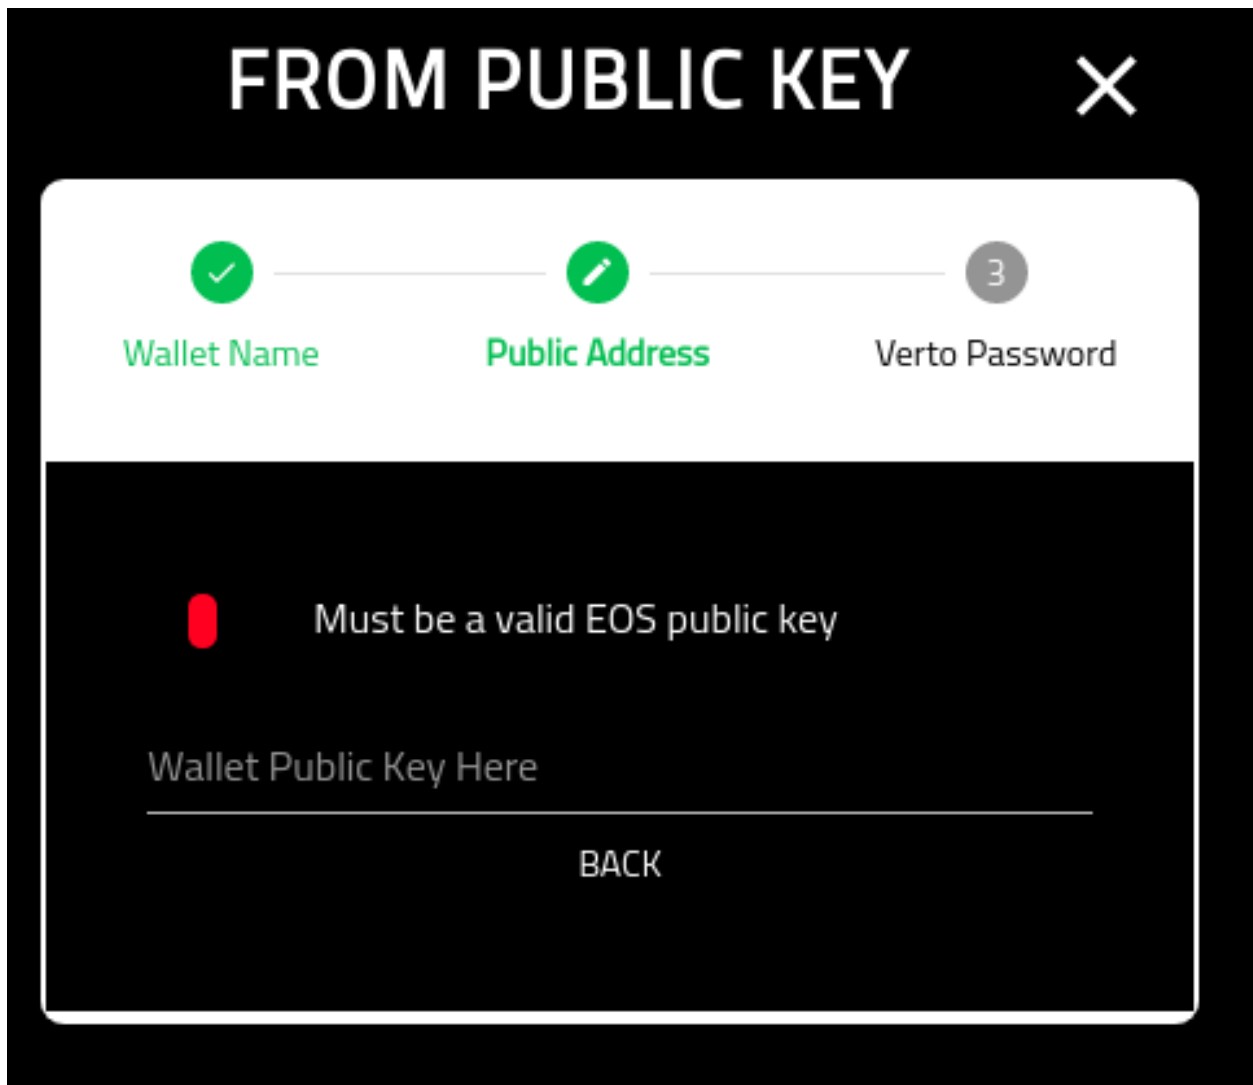 FROM PUBLIC KEY
3
Wallet Name
Public Address
Verto Password
Must be a valid EOS public key
Wallet Public Key Here
BACK